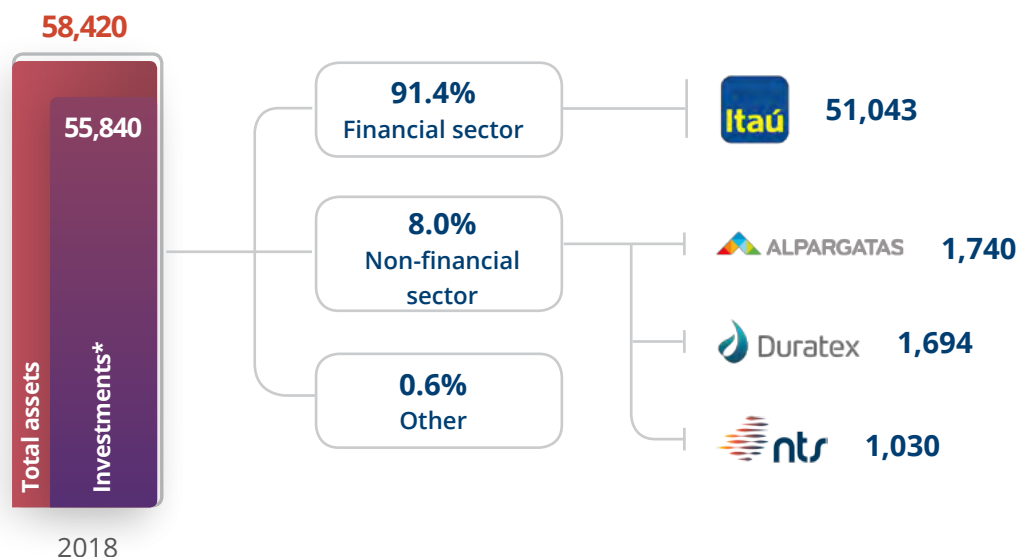 58,420
55,840
Total assets
Investments*
2018
91.4%
Financial sector
8.0%
Non-financial
sector
0.6%
Other
Itaú
51,043
ALPARGATAS
1,740
Duratex
1,694
nts
1,030